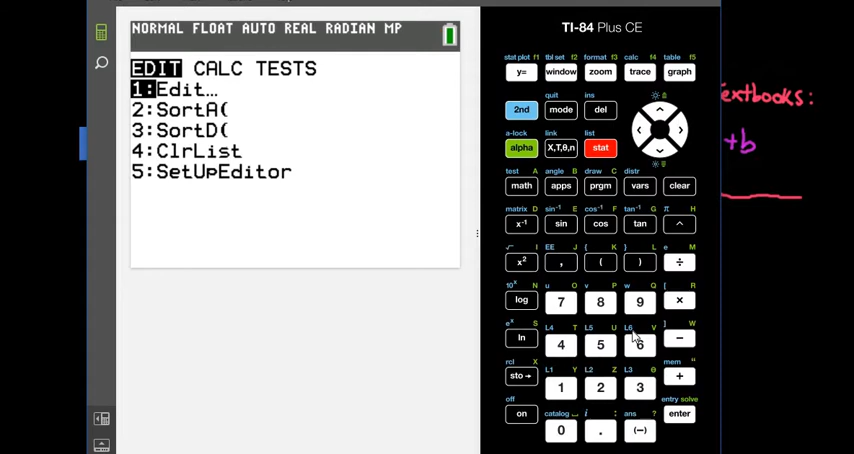 NORMAL FLOAT AUTO REAL RADIAN MP
EDIT CALC TESTS
1:Edit…
2:SortA(
3:SortD(
4:ClrList
5:SetUpEditor
TI-84 Plus CE
stat plot f1 tbl set f2 format f3 calc f4 table f5
y= window zoom trace graph
quit ins
2nd mode del
a-lock link list
alpha X,T,θ,n stat
test A angle B draw C distr
math apps prgm vars clear
matrix D sin⁻¹ E cos⁻¹ F tan⁻¹ G π H
x⁻¹ sin cos tan ^
√ I EE J { K } L e M
x² , ( ) ÷
10ˣ N u O v P w Q [ R
log 7 8 9 ×
eˣ S L4 T L5 U L6 V ] W
ln 4 5 6 −
rcl X L1 Y L2 Z L3 θ mem "
sto→ 1 2 3 +
off catalog i : ans ? entry solve
on 0 . (−) enter
extbooks:
+b